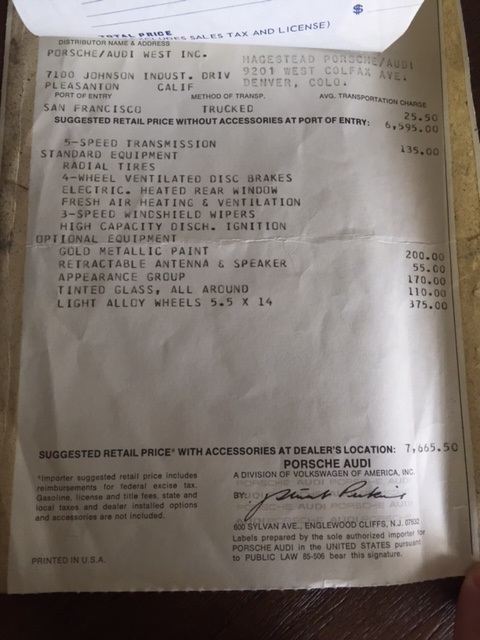 $
TOTAL PRICE
(INCLUDES SALES TAX AND LICENSE)
DISTRIBUTOR NAME & ADDRESS
PORSCHE/AUDI WEST INC. HAGESTEAD PORSCHE/AUDI
7100 JOHNSON INDUST. DRIV 9201 WEST COLFAX AVE.
PLEASANTON CALIF DENVER, COLO.
PORT OF ENTRY METHOD OF TRANSP. AVG. TRANSPORTATION CHARGE
SAN FRANCISCO TRUCKED 25.50
SUGGESTED RETAIL PRICE WITHOUT ACCESSORIES AT PORT OF ENTRY: 6,595.00
5-SPEED TRANSMISSION 135.00
STANDARD EQUIPMENT
RADIAL TIRES
4-WHEEL VENTILATED DISC BRAKES
ELECTRIC. HEATED REAR WINDOW
FRESH AIR HEATING & VENTILATION
3-SPEED WINDSHIELD WIPERS
HIGH CAPACITY DISCH. IGNITION
OPTIONAL EQUIPMENT
GOLD METALLIC PAINT 200.00
RETRACTABLE ANTENNA & SPEAKER 55.00
APPEARANCE GROUP 170.00
TINTED GLASS, ALL AROUND 110.00
LIGHT ALLOY WHEELS 5.5 X 14 375.00
SUGGESTED RETAIL PRICE* WITH ACCESSORIES AT DEALER'S LOCATION: 7,665.50
PORSCHE AUDI
A DIVISION OF VOLKSWAGEN OF AMERICA, INC.
*Importer suggested retail price includes
reimbursements for federal excise tax.
Gasoline, license and title fees, state and
local taxes and dealer installed options
and accessories are not included.
BY:
600 SYLVAN AVE., ENGLEWOOD CLIFFS, N.J. 07632
Labels prepared by the sole authorized importer for
PORSCHE AUDI in the UNITED STATES pursuant
to PUBLIC LAW 85-506 bear this signature.
PRINTED IN U.S.A.